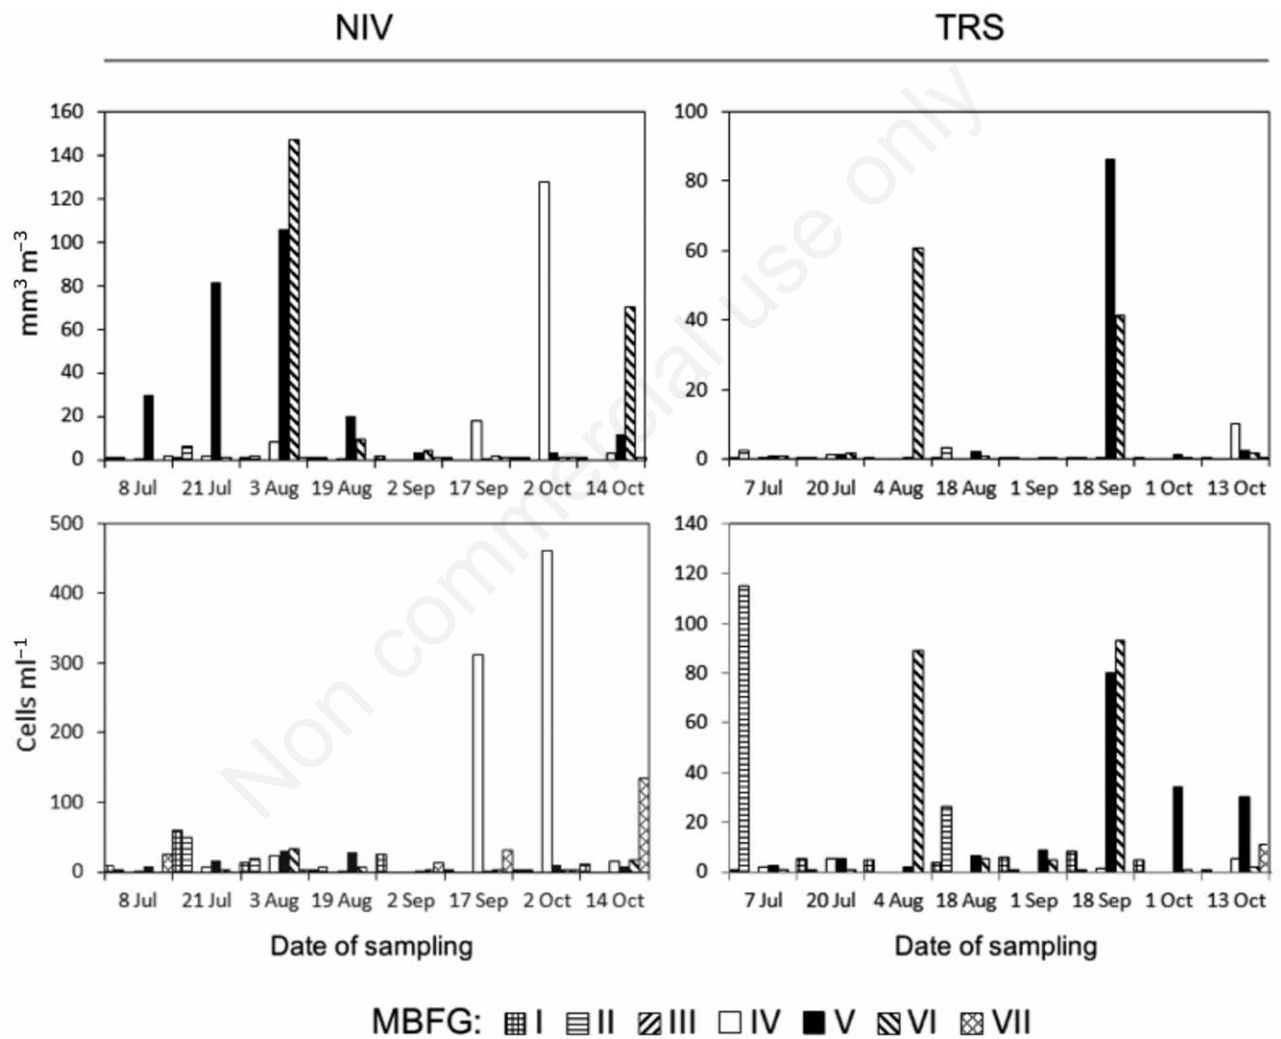 NIV TRS
160
140
120
100
80
60
40
20
0
mm³ m⁻³
8 Jul 21 Jul 3 Aug 19 Aug 2 Sep 17 Sep 2 Oct 14 Oct
100
80
60
40
20
0
7 Jul 20 Jul 4 Aug 18 Aug 1 Sep 18 Sep 1 Oct 13 Oct
500
400
300
200
100
0
Cells ml⁻¹
8 Jul 21 Jul 3 Aug 19 Aug 2 Sep 17 Sep 2 Oct 14 Oct
Date of sampling
140
120
100
80
60
40
20
0
7 Jul 20 Jul 4 Aug 18 Aug 1 Sep 18 Sep 1 Oct 13 Oct
Date of sampling
MBFG: I II III IV V VI VII
Non commercial use only